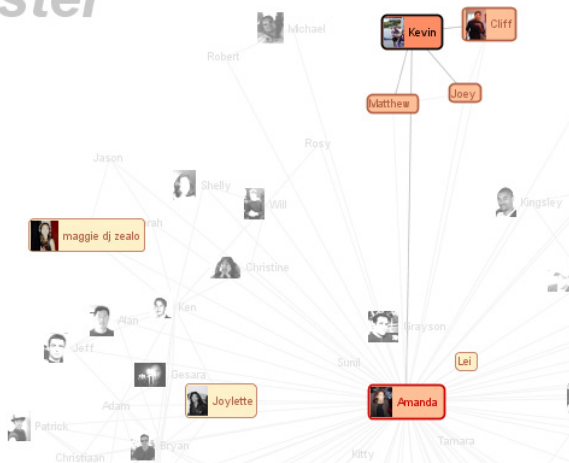 ster
Michael
Kevin
Cliff
Robert
Matthew
Joey
Rosy
Jason
Shelly
Will
Kingsley
rah
maggie dj zealo
Christine
Ken
Alan
Grayson
Jeff
Sunil
Lei
Gesara
Joylette
Amanda
Adam
Patrick
Bryan
Tamara
Christiaan
Kitty